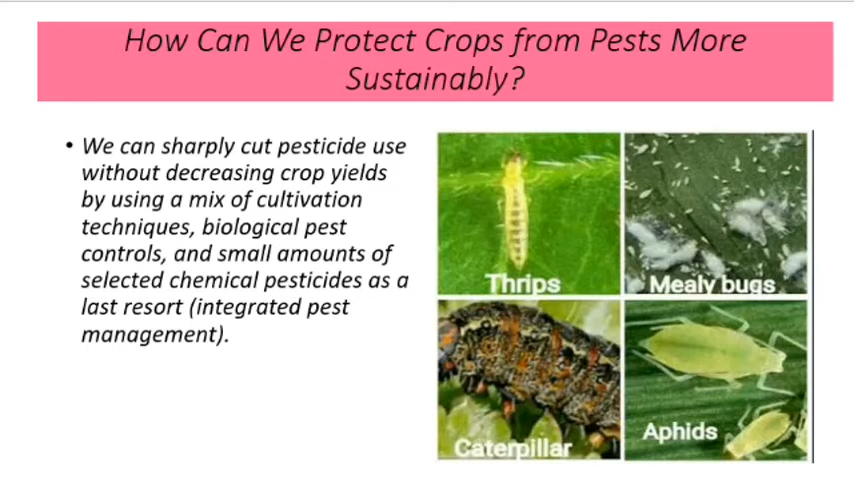 How Can We Protect Crops from Pests More
Sustainably?
• We can sharply cut pesticide use
without decreasing crop yields
by using a mix of cultivation
techniques, biological pest
controls, and small amounts of
selected chemical pesticides as a
last resort (integrated pest
management).
Thrips
Mealy bugs
Caterpillar
Aphids